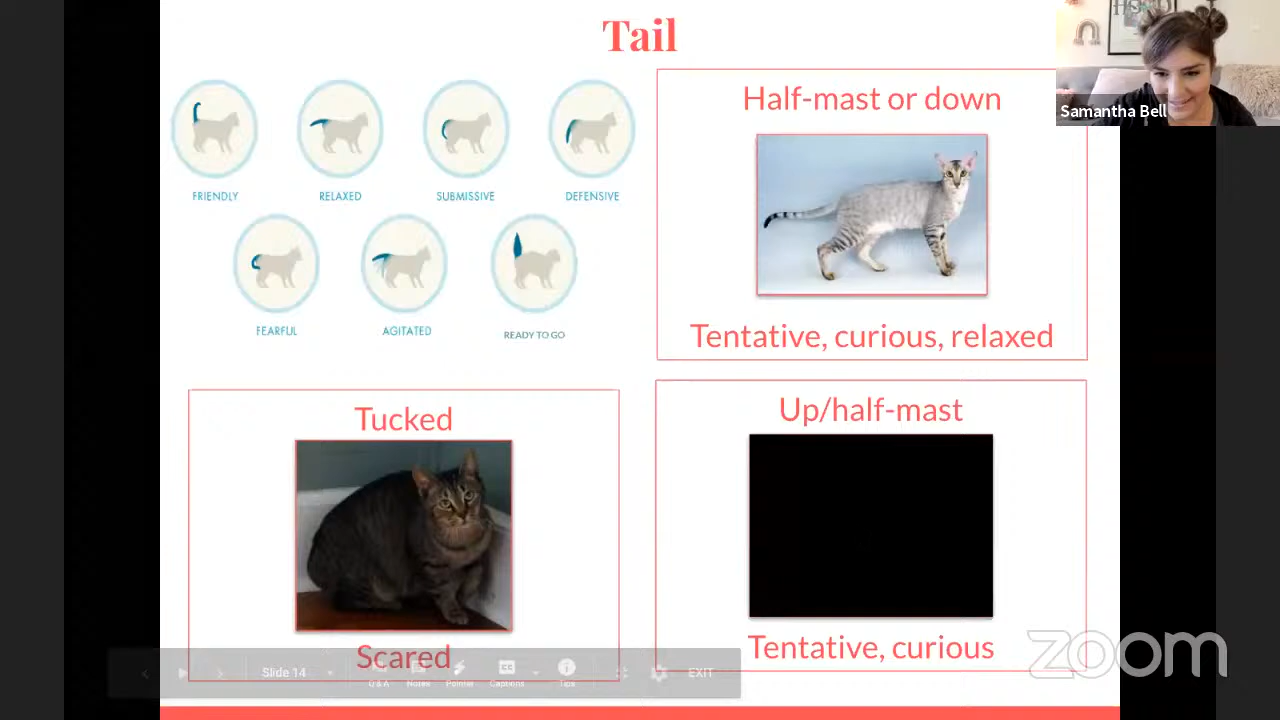 Tail
FRIENDLY
RELAXED
SUBMISSIVE
DEFENSIVE
FEARFUL
AGITATED
READY TO GO
Half-mast or down
Tentative, curious, relaxed
Samantha Bell
Tucked
Scared
Up/half-mast
Tentative, curious
Slide 14
Q & A
Notes
Pointer
Captions
Tips
EXIT
zoom